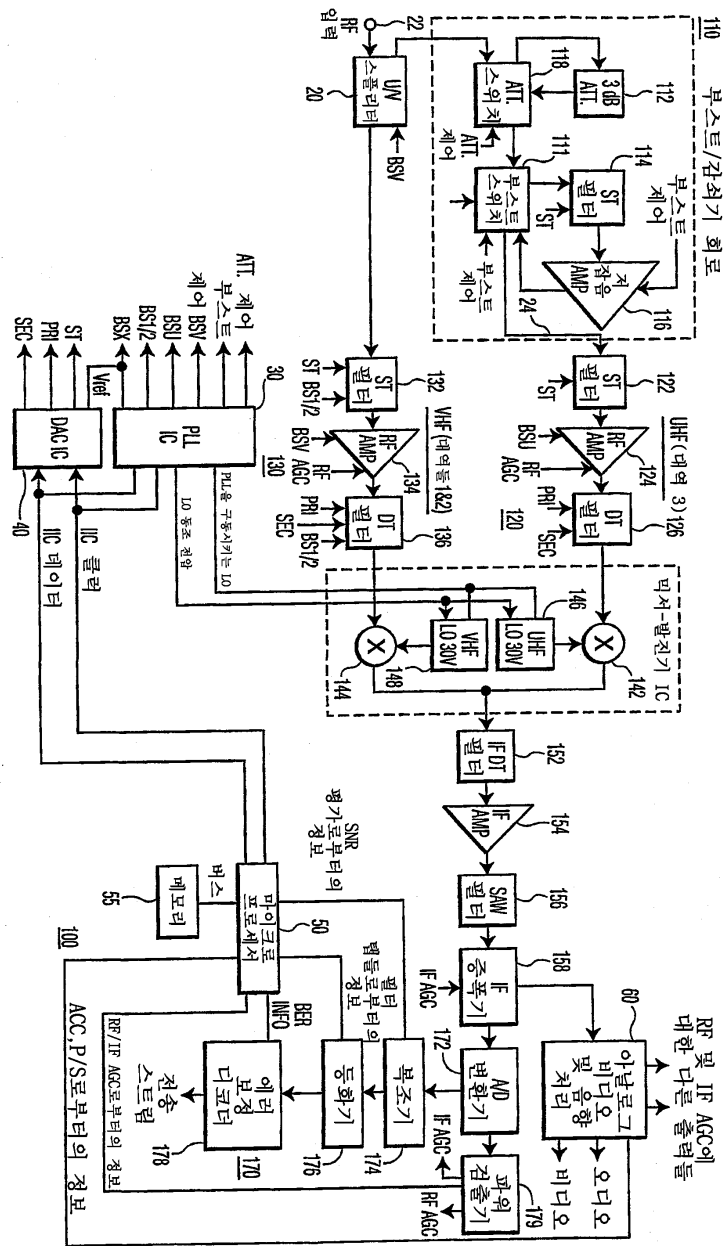 110
부스트/감쇠기 회로
3 dB
ATT.
112
ATT.
스위치
118
ATT.
제어
부스트
스위치
111
ST
필터
114
ST
부스트 제어
저
잡음
AMP
116
부스트
제어
24
22
RF
입력
U/V
스플리터
20
BSV
ST
필터
122
ST
RF
AMP
124
BSU
RF
AGC
UHF(대역 3)
120
DT
필터
126
PRI
SEC
ST
필터
132
ST
BS1/2
RF
AMP
134
BSV
RF
AGC
VHF(대역들 1&2)
130
DT
필터
136
PRI
SEC
BS1/2
믹서-발진기 IC
142
144
X
X
UHF
LO 30V
146
VHF
LO 30V
148
PLL을 구동시키는 LO
LO 동조 전압
PLL
IC
30
ATT. 제어
부스트
제어
BSV
BSU
BS1/2
BSX
Vref
DAC IC
40
ST
PRI
SEC
IIC 클럭
IIC 데이터
IF DT
필터
152
IF
AMP
154
SAW
필터
156
IF
증폭기
158
IF AGC
아날로그
비디오
및 음향
처리
60
RF 및 IF AGC에
대한 다른 출력들
오디오
비디오
A/D
변환기
172
파워
검출기
179
IF AGC
RF AGC
복조기
174
등화기
176
에러
보정
디코더
178
170
전송
스트림
마이크로
프로세서
50
메모리
55
버스
SNR
평가로부터의
정보
필터
탭들로부터의
정보
BER
INFO
RF/IF AGC로부터의 정보
ACC, P/S로부터의 정보
100